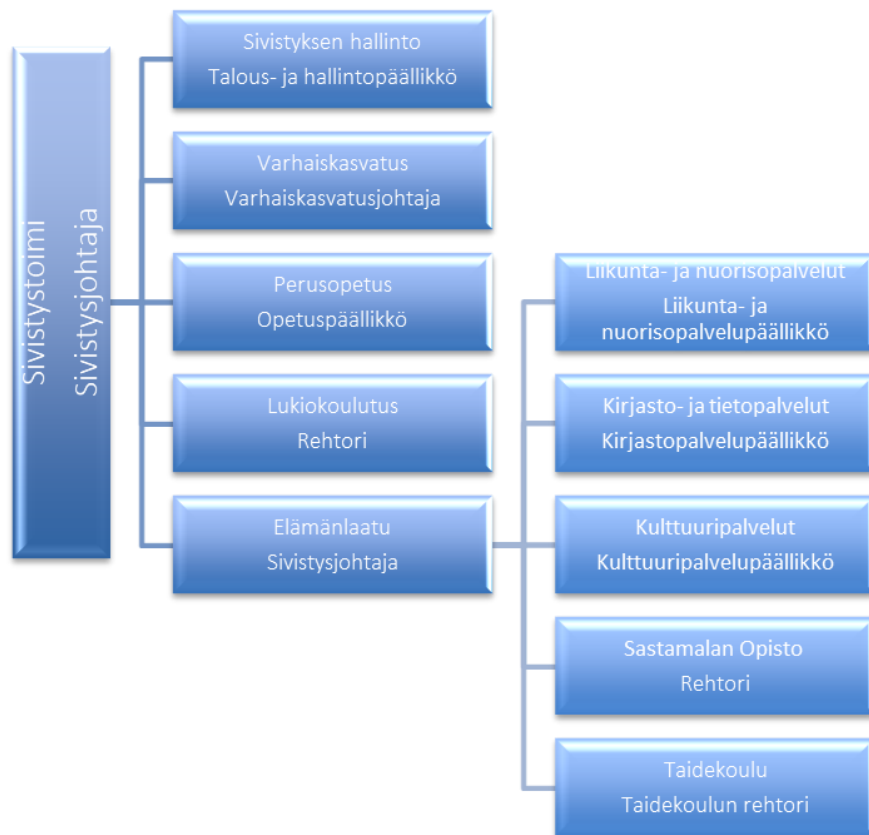 Sivistystoimi
Sivistysjohtaja
Sivistyksen hallinto
Talous- ja hallintopäällikkö
Varhaiskasvatus
Varhaiskasvatusjohtaja
Perusopetus
Opetuspäällikkö
Lukiokoulutus
Rehtori
Elämänlaatu
Sivistysjohtaja
Liikunta- ja nuorisopalvelut
Liikunta- ja
nuorisopalvelupäällikkö
Kirjasto- ja tietopalvelut
Kirjastopalvelupäällikkö
Kulttuuripalvelut
Kulttuuripalvelupäällikkö
Sastamalan Opisto
Rehtori
Taidekoulu
Taidekoulun rehtori